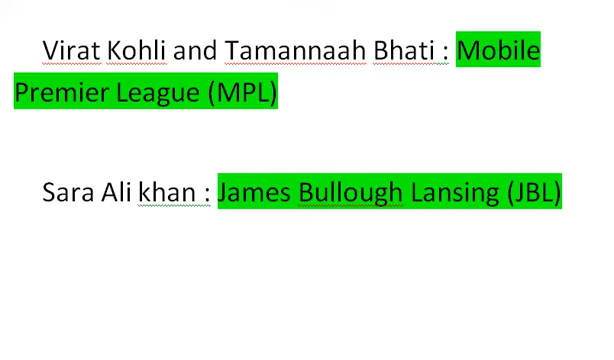 Virat Kohli and Tamannaah Bhati : Mobile
Premier League (MPL)
Sara Ali khan : James Bullough Lansing (JBL)